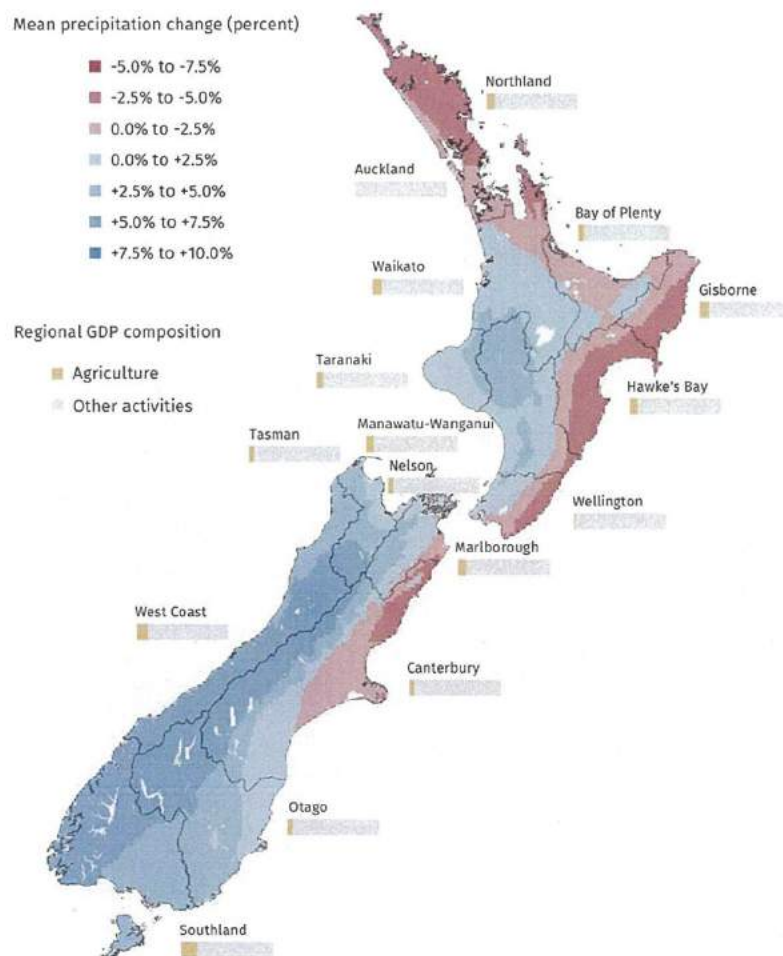 Mean precipitation change (percent)
-5.0% to -7.5%
-2.5% to -5.0%
0.0% to -2.5%
0.0% to +2.5%
+2.5% to +5.0%
+5.0% to +7.5%
+7.5% to +10.0%
Regional GDP composition
Agriculture
Other activities
Northland
Auckland
Bay of Plenty
Waikato
Gisborne
Taranaki
Hawke's Bay
Manawatu-Wanganui
Tasman
Nelson
Wellington
Marlborough
West Coast
Canterbury
Otago
Southland